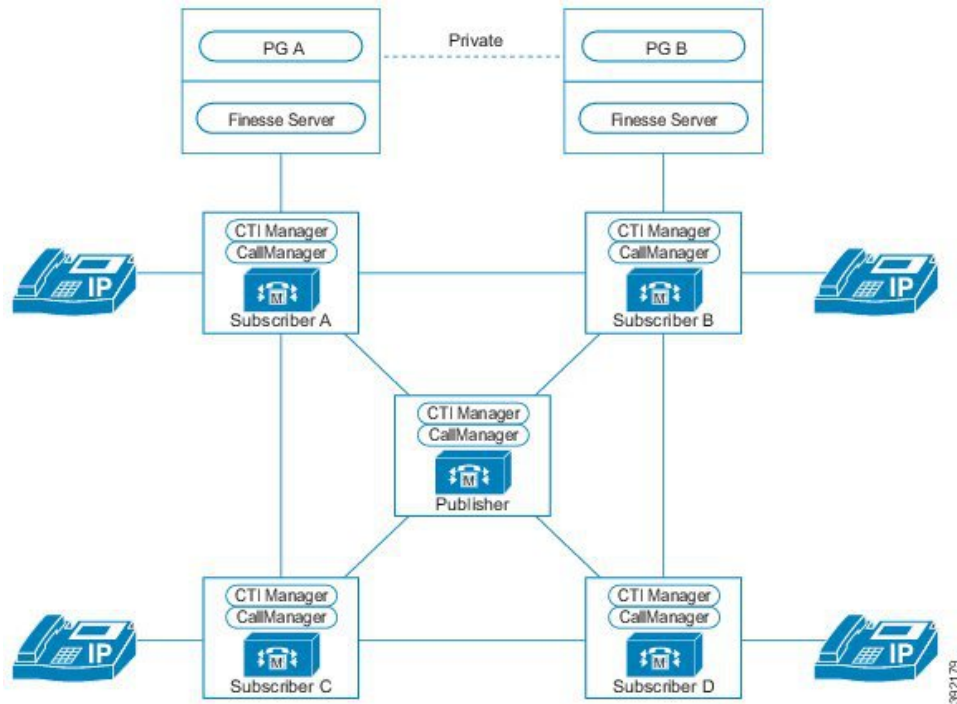 PG A
Private
PG B
Finesse Server
Finesse Server
CTI Manager
CallManager
Subscriber A
CTI Manager
CallManager
Subscriber B
IP
IP
M
M
CTI Manager
CallManager
M
Publisher
CTI Manager
CallManager
M
Subscriber C
CTI Manager
CallManager
M
Subscriber D
IP
IP
392179